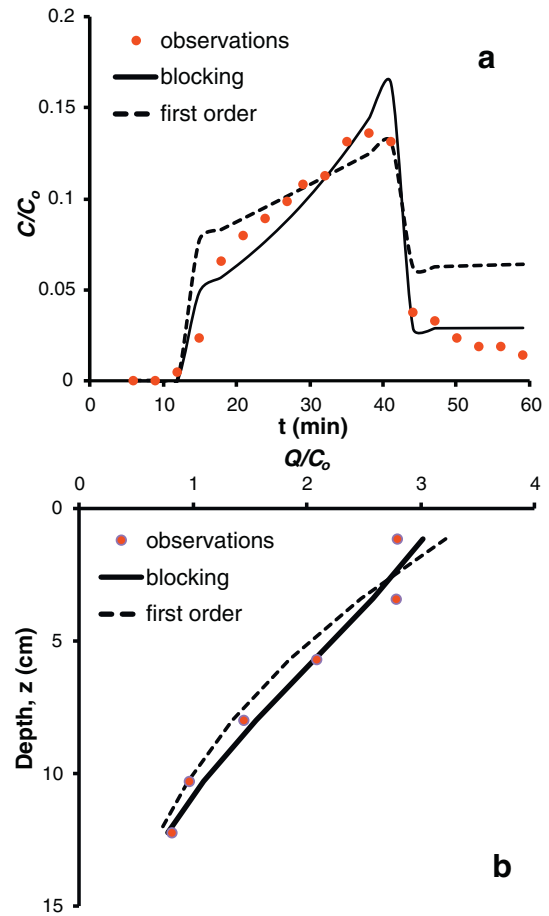 a
observations
blocking
first order
0.2
0.15
0.1
0.05
0
C/Co
0 10 20 30 40 50 60
t (min)
Q/Co
0 1 2 3 4
0
5
10
15
Depth, z (cm)
observations
blocking
first order
b